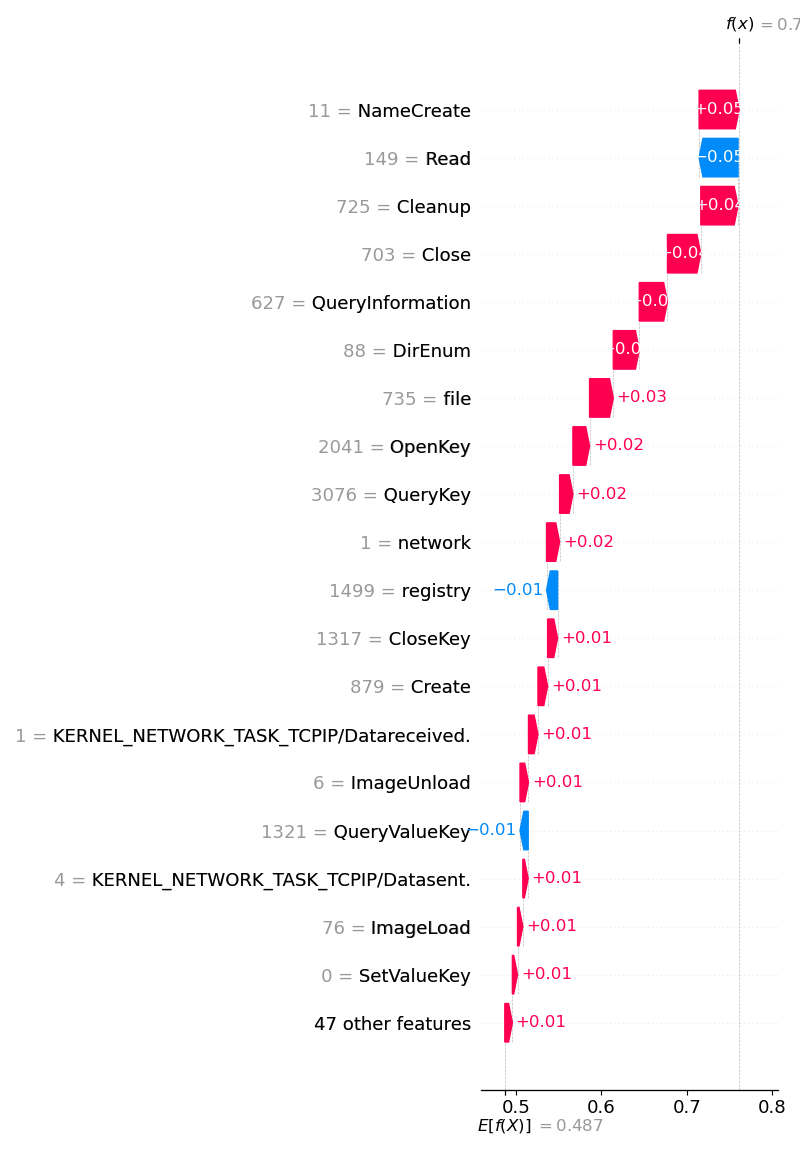 f(x) = 0.7
11 = NameCreate +0.05
149 = Read −0.05
725 = Cleanup +0.04
703 = Close
627 = QueryInformation
88 = DirEnum
735 = file +0.03
2041 = OpenKey +0.02
3076 = QueryKey +0.02
1 = network +0.02
1499 = registry −0.01
1317 = CloseKey +0.01
879 = Create +0.01
1 = KERNEL_NETWORK_TASK_TCPIP/Datareceived. +0.01
6 = ImageUnload +0.01
1321 = QueryValueKey −0.01
4 = KERNEL_NETWORK_TASK_TCPIP/Datasent. +0.01
76 = ImageLoad +0.01
0 = SetValueKey +0.01
47 other features +0.01
0.5 0.6 0.7 0.8
E[f(X)] = 0.487